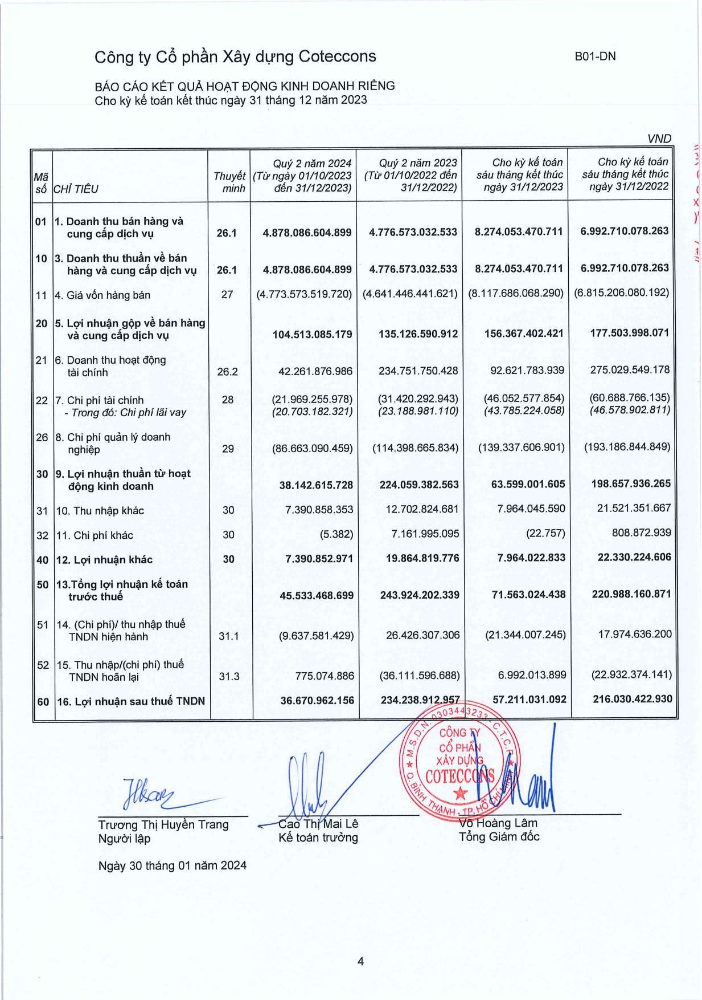 Công ty Cổ phần Xây dựng Coteccons
B01-DN
BÁO CÁO KẾT QUẢ HOẠT ĐỘNG KINH DOANH RIÊNG
Cho kỳ kế toán kết thúc ngày 31 tháng 12 năm 2023
VND
Mã số CHỈ TIÊU Thuyết minh Quý 2 năm 2024 (Từ ngày 01/10/2023 đến 31/12/2023) Quý 2 năm 2023 (Từ 01/10/2022 đến 31/12/2022) Cho kỳ kế toán sáu tháng kết thúc ngày 31/12/2023 Cho kỳ kế toán sáu tháng kết thúc ngày 31/12/2022
01 1. Doanh thu bán hàng và
cung cấp dịch vụ 26.1 4.878.086.604.899 4.776.573.032.533 8.274.053.470.711 6.992.710.078.263
10 3. Doanh thu thuần về bán
hàng và cung cấp dịch vụ 26.1 4.878.086.604.899 4.776.573.032.533 8.274.053.470.711 6.992.710.078.263
11 4. Giá vốn hàng bán 27 (4.773.573.519.720) (4.641.446.441.621) (8.117.686.068.290) (6.815.206.080.192)
20 5. Lợi nhuận gộp về bán hàng
và cung cấp dịch vụ 104.513.085.179 135.126.590.912 156.367.402.421 177.503.998.071
21 6. Doanh thu hoạt động
tài chính 26.2 42.261.876.986 234.751.750.428 92.621.783.939 275.029.549.178
22 7. Chi phí tài chính 28 (21.969.255.978) (31.420.292.943) (46.052.577.854) (60.688.766.135)
- Trong đó: Chi phí lãi vay (20.703.182.321) (23.188.981.110) (43.785.224.058) (46.578.902.811)
26 8. Chi phí quản lý doanh
nghiệp 29 (86.663.090.459) (114.398.665.834) (139.337.606.901) (193.186.844.849)
30 9. Lợi nhuận thuần từ hoạt
động kinh doanh 38.142.615.728 224.059.382.563 63.599.001.605 198.657.936.265
31 10. Thu nhập khác 30 7.390.858.353 12.702.824.681 7.964.045.590 21.521.351.667
32 11. Chi phí khác 30 (5.382) 7.161.995.095 (22.757) 808.872.939
40 12. Lợi nhuận khác 30 7.390.852.971 19.864.819.776 7.964.022.833 22.330.224.606
50 13.Tổng lợi nhuận kế toán
trước thuế 45.533.468.699 243.924.202.339 71.563.024.438 220.988.160.871
51 14. (Chi phí)/ thu nhập thuế
TNDN hiện hành 31.1 (9.637.581.429) 26.426.307.306 (21.344.007.245) 17.974.636.200
52 15. Thu nhập/(chi phí) thuế
TNDN hoãn lại 31.3 775.074.886 (36.111.596.688) 6.992.013.899 (22.932.374.141)
60 16. Lợi nhuận sau thuế TNDN 36.670.962.156 234.238.912.957 57.211.031.092 216.030.422.930
M.S.D.N: 0303443233 - C.T.C.P
CÔNG TY
CỔ PHẦN
XÂY DỰNG
COTECCONS
Q. BÌNH THẠNH - TP. HỒ CHÍ MINH
Trương Thị Huyền Trang Cao Thị Mai Lê Võ Hoàng Lâm
Người lập Kế toán trưởng Tổng Giám đốc
Ngày 30 tháng 01 năm 2024
4